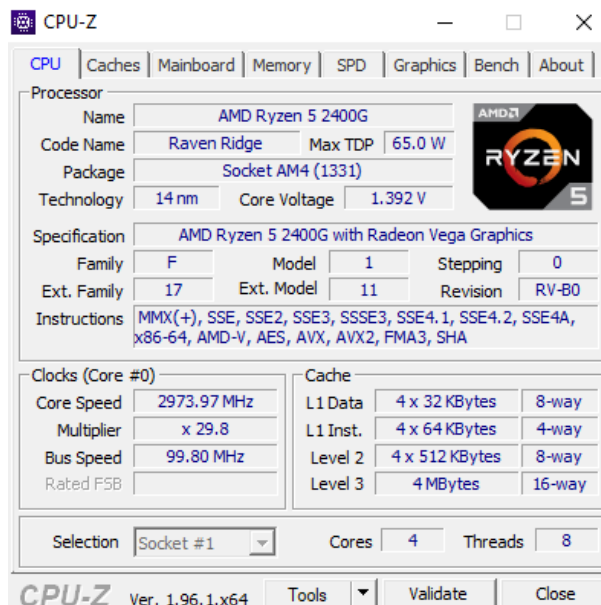 CPU-Z
CPU Caches Mainboard Memory SPD Graphics Bench About
Processor
Name AMD Ryzen 5 2400G
Code Name Raven Ridge Max TDP 65.0 W
Package Socket AM4 (1331)
Technology 14 nm Core Voltage 1.392 V
AMD
RYZEN
5
Specification AMD Ryzen 5 2400G with Radeon Vega Graphics
Family F Model 1 Stepping 0
Ext. Family 17 Ext. Model 11 Revision RV-B0
Instructions MMX(+), SSE, SSE2, SSE3, SSSE3, SSE4.1, SSE4.2, SSE4A,
x86-64, AMD-V, AES, AVX, AVX2, FMA3, SHA
Clocks (Core #0)
Core Speed 2973.97 MHz
Multiplier x 29.8
Bus Speed 99.80 MHz
Rated FSB
Cache
L1 Data 4 x 32 KBytes 8-way
L1 Inst. 4 x 64 KBytes 4-way
Level 2 4 x 512 KBytes 8-way
Level 3 4 MBytes 16-way
Selection Socket #1 Cores 4 Threads 8
CPU-Z Ver. 1.96.1.x64 Tools Validate Close